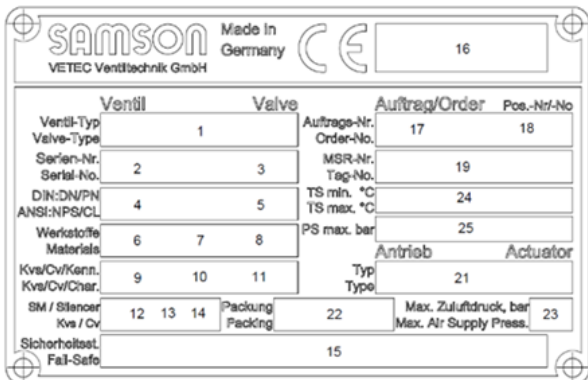 SAMSON Made in Germany CE 16
VETEC Ventiltechnik GmbH
Ventil Valve Auftrag/Order Pos.-Nr/-No
Ventil-Typ
Valve-Type 1 Auftrags-Nr.
Order-No. 17 18
Serien-Nr.
Serial-No. 2 3 MSR-Nr.
Tag-No. 19
DIN:DN/PN
ANSI:NPS/CL 4 5 TS min. °C
TS max. °C 24
Werkstoffe
Materials 6 7 8 PS max. bar 25
Antrieb Actuator
Kvs/Cv/Kenn.
Kvs/Cv/Char. 9 10 11 Typ
Type 21
SM / Silencer
Kvs / Cv 12 13 14 Packung
Packing 22 Max. Zuluftdruck, bar
Max. Air Supply Press. 23
Sicherheitsst.
Fail-Safe 15